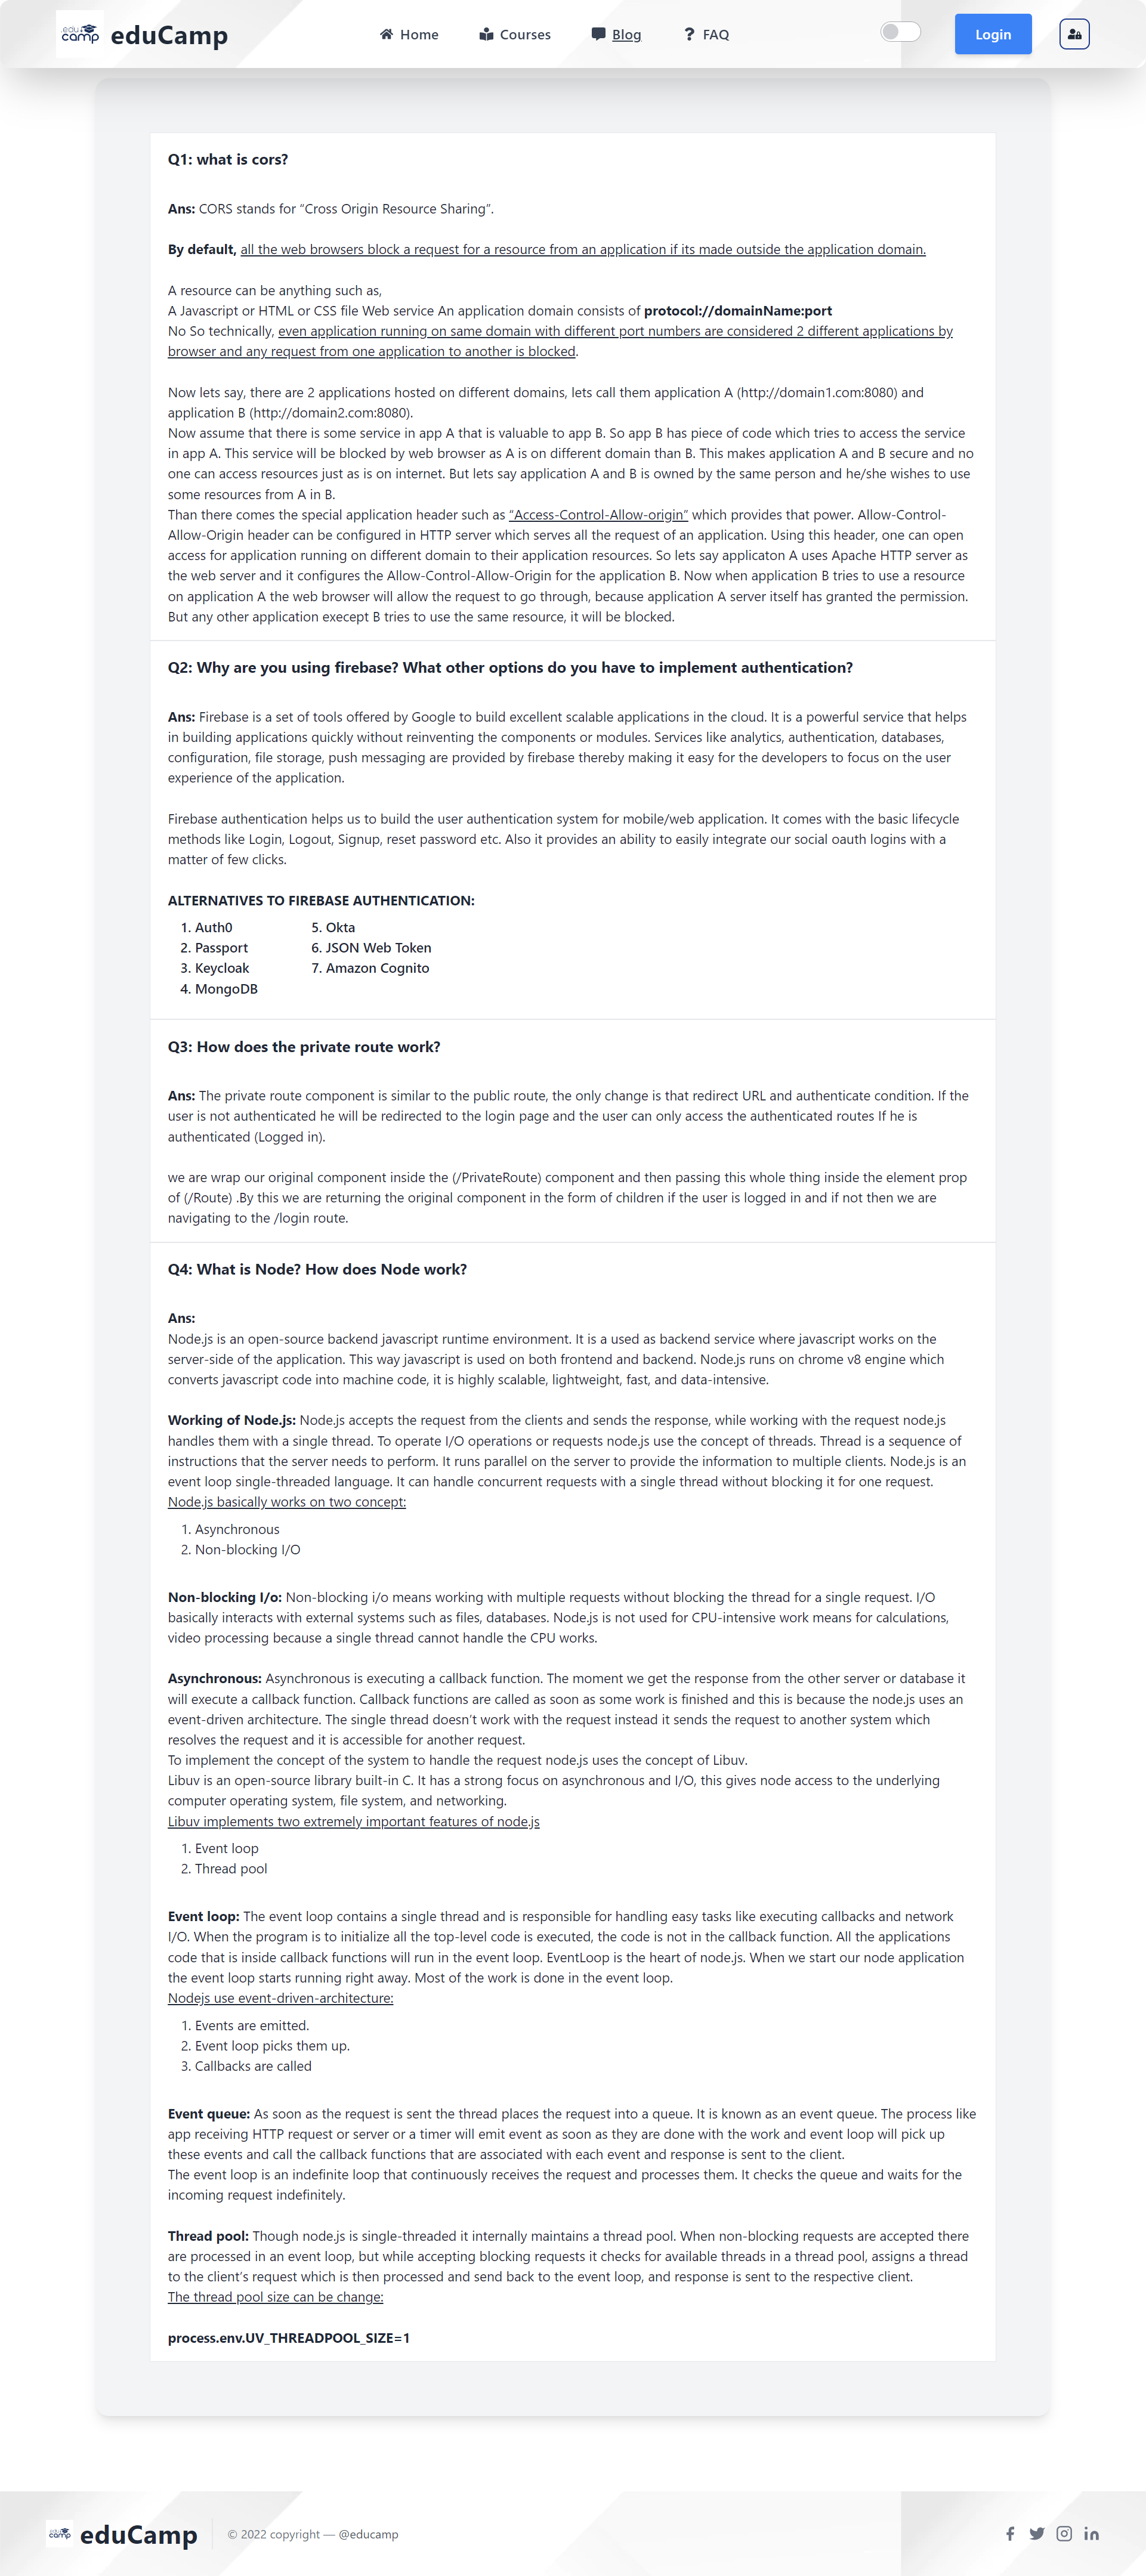 .edu
camp
eduCamp
Home
Courses
Blog
FAQ
Login
Q1: what is cors?
Ans: CORS stands for “Cross Origin Resource Sharing”.
By default, all the web browsers block a request for a resource from an application if its made outside the application domain.
A resource can be anything such as,
A Javascript or HTML or CSS file Web service An application domain consists of protocol://domainName:port
No So technically, even application running on same domain with different port numbers are considered 2 different applications by
browser and any request from one application to another is blocked.
Now lets say, there are 2 applications hosted on different domains, lets call them application A (http://domain1.com:8080) and
application B (http://domain2.com:8080).
Now assume that there is some service in app A that is valuable to app B. So app B has piece of code which tries to access the service
in app A. This service will be blocked by web browser as A is on different domain than B. This makes application A and B secure and no
one can access resources just as is on internet. But lets say application A and B is owned by the same person and he/she wishes to use
some resources from A in B.
Than there comes the special application header such as “Access-Control-Allow-origin” which provides that power. Allow-Control-
Allow-Origin header can be configured in HTTP server which serves all the request of an application. Using this header, one can open
access for application running on different domain to their application resources. So lets say applicaton A uses Apache HTTP server as
the web server and it configures the Allow-Control-Allow-Origin for the application B. Now when application B tries to use a resource
on application A the web browser will allow the request to go through, because application A server itself has granted the permission.
But any other application execept B tries to use the same resource, it will be blocked.
Q2: Why are you using firebase? What other options do you have to implement authentication?
Ans: Firebase is a set of tools offered by Google to build excellent scalable applications in the cloud. It is a powerful service that helps
in building applications quickly without reinventing the components or modules. Services like analytics, authentication, databases,
configuration, file storage, push messaging are provided by firebase thereby making it easy for the developers to focus on the user
experience of the application.
Firebase authentication helps us to build the user authentication system for mobile/web application. It comes with the basic lifecycle
methods like Login, Logout, Signup, reset password etc. Also it provides an ability to easily integrate our social oauth logins with a
matter of few clicks.
ALTERNATIVES TO FIREBASE AUTHENTICATION:
1. Auth0
2. Passport
3. Keycloak
4. MongoDB
5. Okta
6. JSON Web Token
7. Amazon Cognito
Q3: How does the private route work?
Ans: The private route component is similar to the public route, the only change is that redirect URL and authenticate condition. If the
user is not authenticated he will be redirected to the login page and the user can only access the authenticated routes If he is
authenticated (Logged in).
we are wrap our original component inside the (/PrivateRoute) component and then passing this whole thing inside the element prop
of (/Route) .By this we are returning the original component in the form of children if the user is logged in and if not then we are
navigating to the /login route.
Q4: What is Node? How does Node work?
Ans:
Node.js is an open-source backend javascript runtime environment. It is a used as backend service where javascript works on the
server-side of the application. This way javascript is used on both frontend and backend. Node.js runs on chrome v8 engine which
converts javascript code into machine code, it is highly scalable, lightweight, fast, and data-intensive.
Working of Node.js: Node.js accepts the request from the clients and sends the response, while working with the request node.js
handles them with a single thread. To operate I/O operations or requests node.js use the concept of threads. Thread is a sequence of
instructions that the server needs to perform. It runs parallel on the server to provide the information to multiple clients. Node.js is an
event loop single-threaded language. It can handle concurrent requests with a single thread without blocking it for one request.
Node.js basically works on two concept:
1. Asynchronous
2. Non-blocking I/O
Non-blocking I/o: Non-blocking i/o means working with multiple requests without blocking the thread for a single request. I/O
basically interacts with external systems such as files, databases. Node.js is not used for CPU-intensive work means for calculations,
video processing because a single thread cannot handle the CPU works.
Asynchronous: Asynchronous is executing a callback function. The moment we get the response from the other server or database it
will execute a callback function. Callback functions are called as soon as some work is finished and this is because the node.js uses an
event-driven architecture. The single thread doesn’t work with the request instead it sends the request to another system which
resolves the request and it is accessible for another request.
To implement the concept of the system to handle the request node.js uses the concept of Libuv.
Libuv is an open-source library built-in C. It has a strong focus on asynchronous and I/O, this gives node access to the underlying
computer operating system, file system, and networking.
Libuv implements two extremely important features of node.js
1. Event loop
2. Thread pool
Event loop: The event loop contains a single thread and is responsible for handling easy tasks like executing callbacks and network
I/O. When the program is to initialize all the top-level code is executed, the code is not in the callback function. All the applications
code that is inside callback functions will run in the event loop. EventLoop is the heart of node.js. When we start our node application
the event loop starts running right away. Most of the work is done in the event loop.
Nodejs use event-driven-architecture:
1. Events are emitted.
2. Event loop picks them up.
3. Callbacks are called
Event queue: As soon as the request is sent the thread places the request into a queue. It is known as an event queue. The process like
app receiving HTTP request or server or a timer will emit event as soon as they are done with the work and event loop will pick up
these events and call the callback functions that are associated with each event and response is sent to the client.
The event loop is an indefinite loop that continuously receives the request and processes them. It checks the queue and waits for the
incoming request indefinitely.
Thread pool: Though node.js is single-threaded it internally maintains a thread pool. When non-blocking requests are accepted there
are processed in an event loop, but while accepting blocking requests it checks for available threads in a thread pool, assigns a thread
to the client’s request which is then processed and send back to the event loop, and response is sent to the respective client.
The thread pool size can be change:
process.env.UV_THREADPOOL_SIZE=1
.edu
camp
eduCamp
© 2022 copyright — @educamp